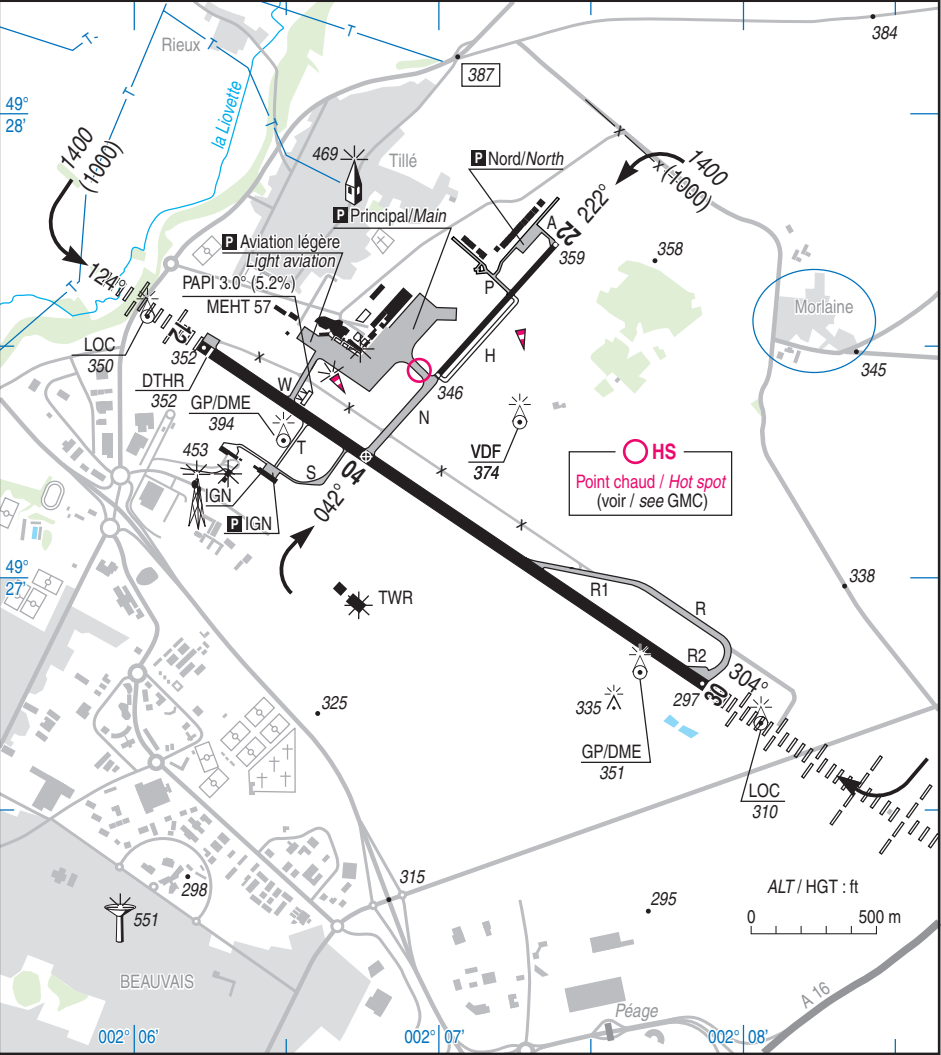 Rieux
384
387
49°
28'
la Liovette
1400
(1000)
469
Tillé
P Nord/North
1400
(1000)
P Principal/Main
222°
22
A
P Aviation légère
Light aviation
359
358
124°
PAPI 3.0° (5.2%)
MEHT 57
P
Morlaine
12
LOC
350
352
H
345
DTHR
352
W
346
GP/DME
394
N
T
VDF
374
HS
Point chaud / Hot spot
(voir / see GMC)
453
S
04
IGN
042°
P IGN
49°
27'
R1
338
TWR
R
R2
304°
30
297
325
335
GP/DME
351
LOC
310
315
ALT / HGT : ft
298
295
0
500 m
551
BEAUVAIS
A 16
Péage
002° 06'
002° 07'
002° 08'
T
T
T
T
T
T
x
x
x
x
x
x